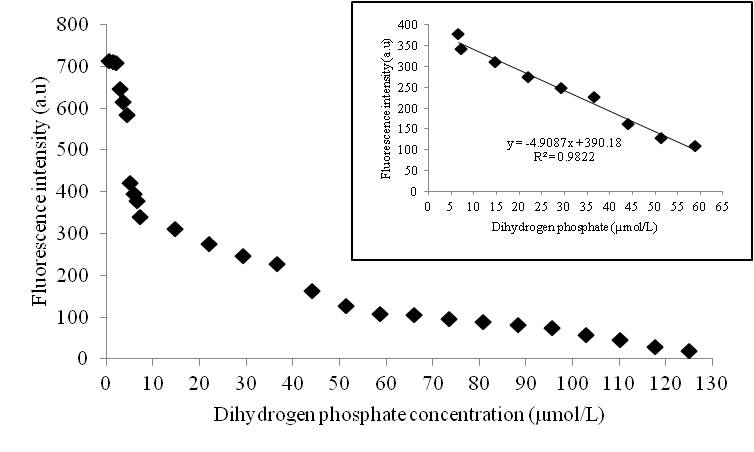 800
700
600
500
400
300
200
100
0
Fluorescence intensity (a.u)
0 10 20 30 40 50 60 70 80 90 100 110 120 130
Dihydrogen phosphate concentration (µmol/L)
400
350
300
250
200
150
100
50
0
Fluorescence intensity (a.u)
y = -4.9087x + 390.18
R² = 0.9822
0 5 10 15 20 25 30 35 40 45 50 55 60 65
Dihydrogen phosphate (µmol/L)